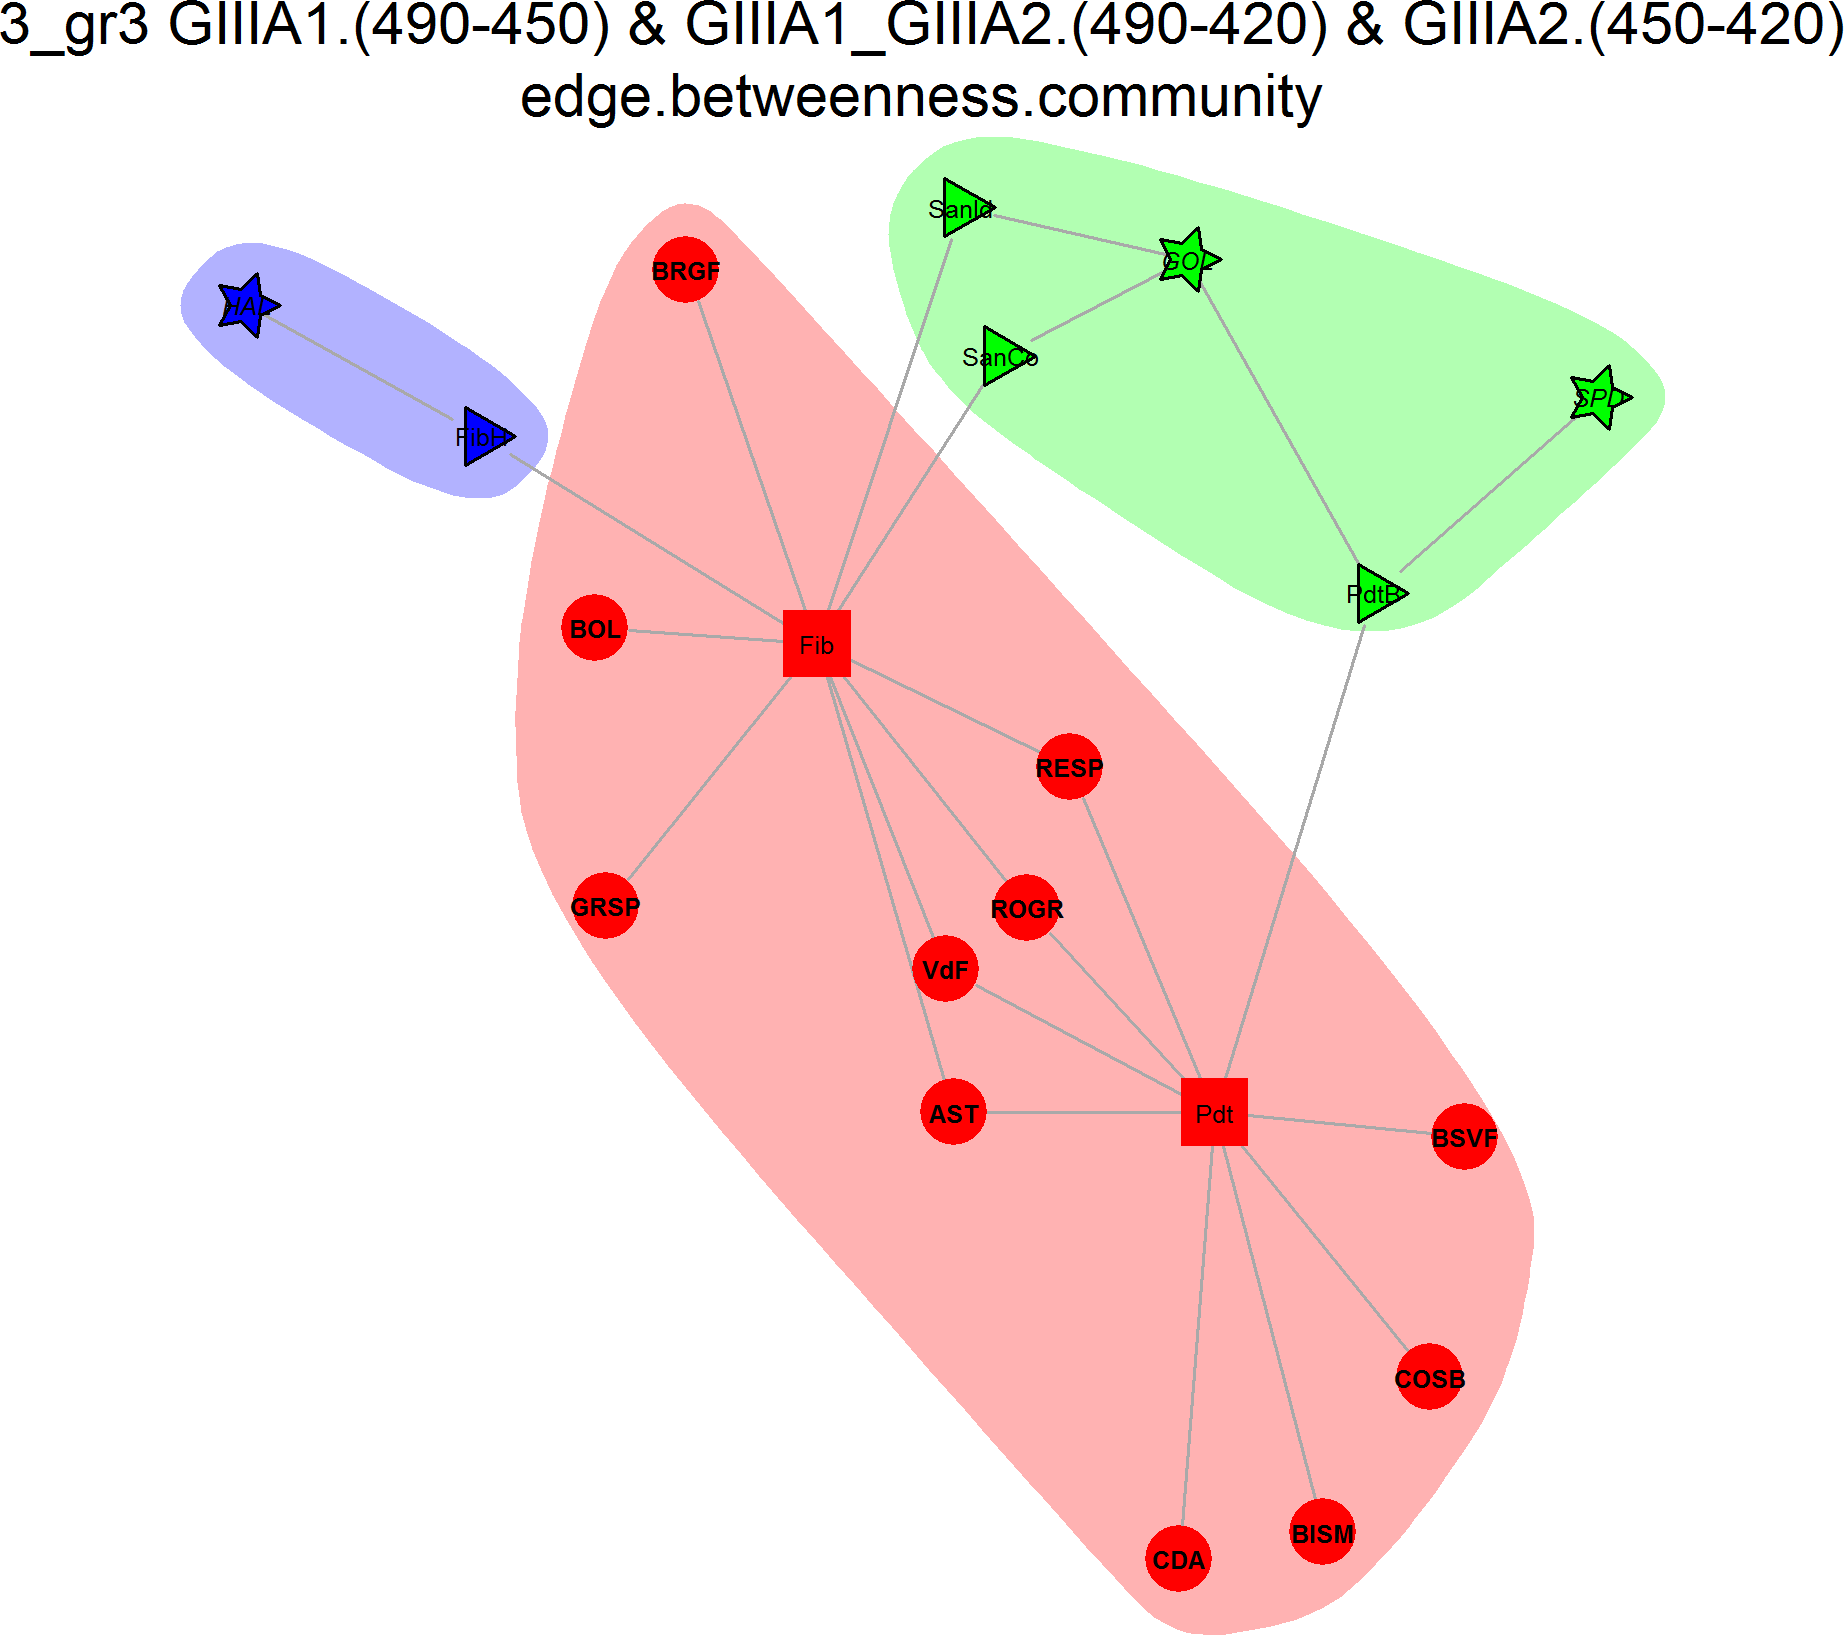 3_gr3 GIIIA1.(490-450) & GIIIA1_GIIIA2.(490-420) & GIIIA2.(450-420)
edge.betweenness.community
SanId
GOL
BRGF
HAL
SanCo
SPL
FibH
PdtB
BOL
Fib
RESP
GRSP
ROGR
VdF
AST
Pdt
BSVF
COSB
BISM
CDA